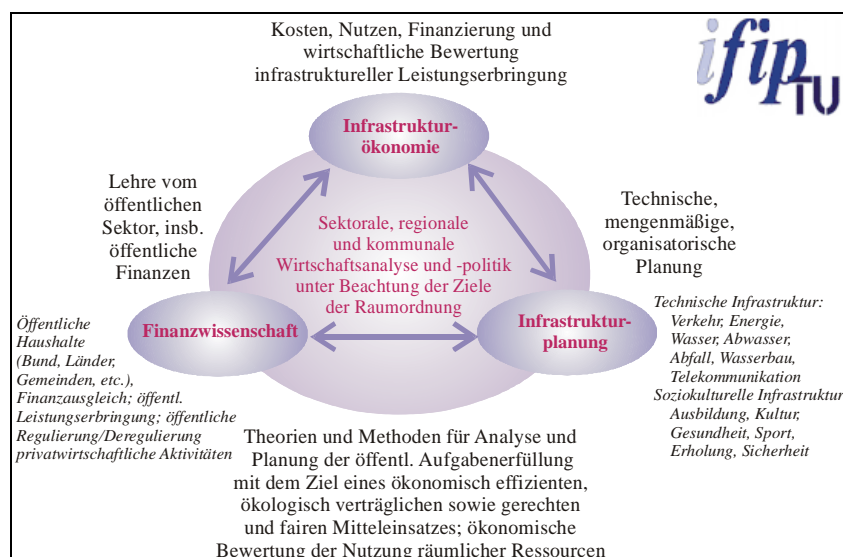 Kosten, Nutzen, Finanzierung und
wirtschaftliche Bewertung
infrastruktureller Leistungserbringung
ifip
TU
Infrastruktur-
ökonomie
Lehre vom
öffentlichen
Sektor, insb.
öffentliche
Finanzen
Sektorale, regionale
und kommunale
Wirtschaftsanalyse und -politik
unter Beachtung der Ziele
der Raumordnung
Technische,
mengenmäßige,
organisatorische
Planung
Finanzwissenschaft
Infrastruktur-
planung
Öffentliche
Haushalte
(Bund, Länder,
Gemeinden, etc.),
Finanzausgleich; öffentl.
Leistungserbringung; öffentliche
Regulierung/Deregulierung
privatwirtschaftliche Aktivitäten
Technische Infrastruktur:
Verkehr, Energie,
Wasser, Abwasser,
Abfall, Wasserbau,
Telekommunikation
Soziokulturelle Infrastruktur
Ausbildung, Kultur,
Gesundheit, Sport,
Erholung, Sicherheit
Theorien und Methoden für Analyse und
Planung der öffentl. Aufgabenerfüllung
mit dem Ziel eines ökonomisch effizienten,
ökologisch verträglichen sowie gerechten
und fairen Mitteleinsatzes; ökonomische
Bewertung der Nutzung räumlicher Ressourcen